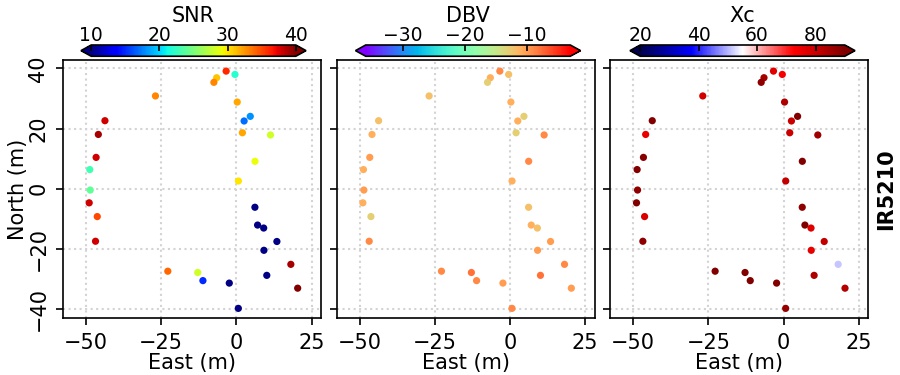 SNR DBV Xc
10 20 30 40 −30 −20 −10 20 40 60 80
40
20
0
−20
−40
North (m)
IR5210
−50 −25 0 25 −50 −25 0 25 −50 −25 0 25
East (m) East (m) East (m)